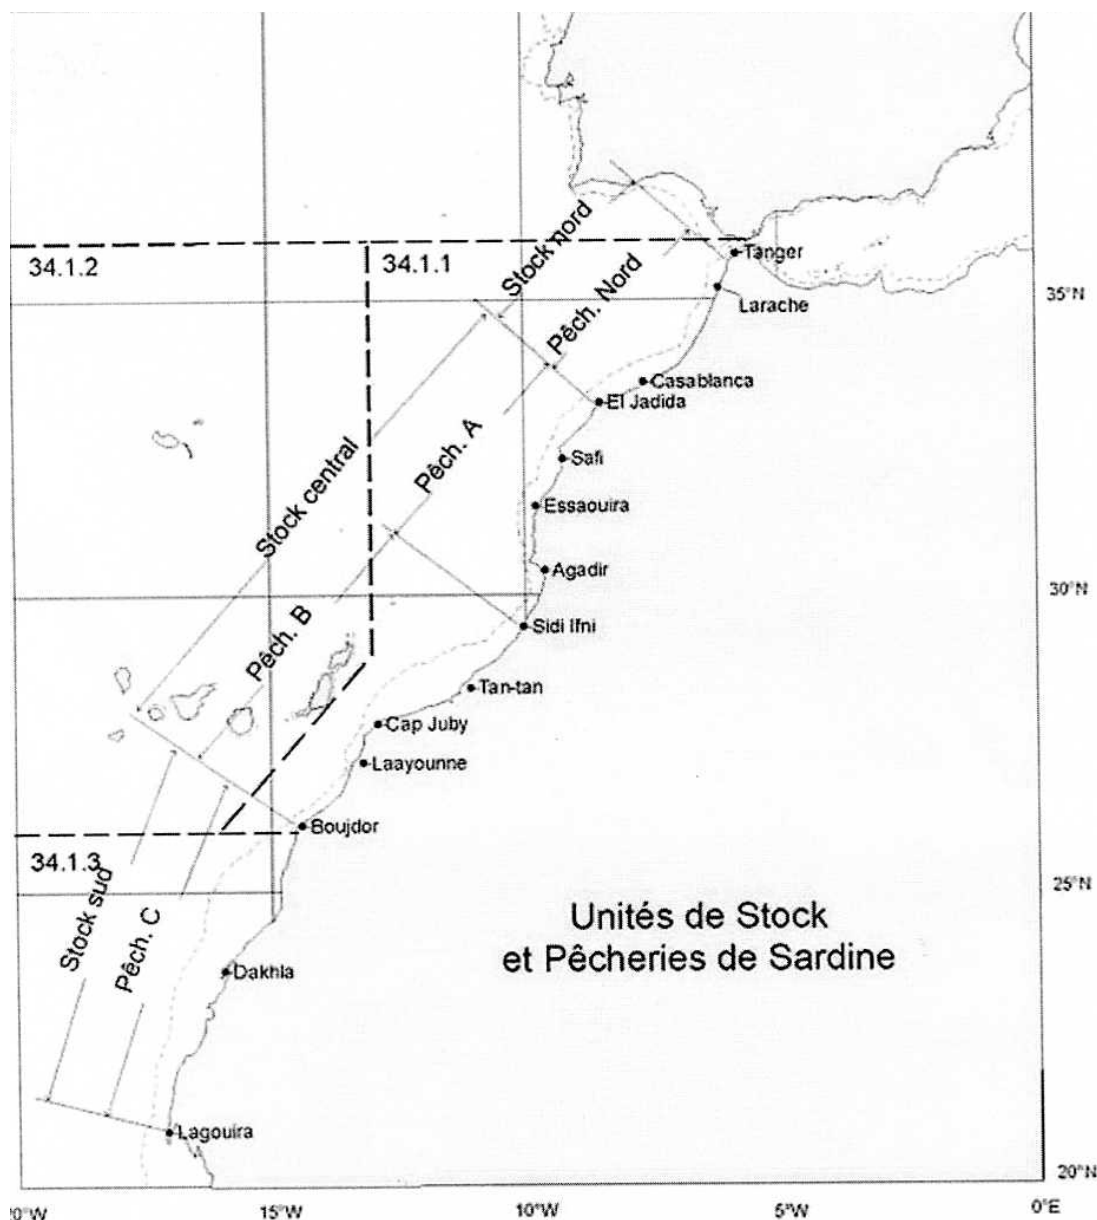 34.1.2
34.1.1
Stock nord
Pêch. Nord
Tanger
Larache
35°N
Casablanca
El Jadida
Pêch. A
Stock central
Safi
Essaouira
Agadir
30°N
Pêch. B
Sidi Ifni
Tan-tan
Cap Juby
Laayounne
Boujdor
34.1.3
25°N
Stock sud
Pêch. C
Unités de Stock
et Pêcheries de Sardine
Dakhla
Lagouira
20°N
20°W
15°W
10°W
5°W
0°E